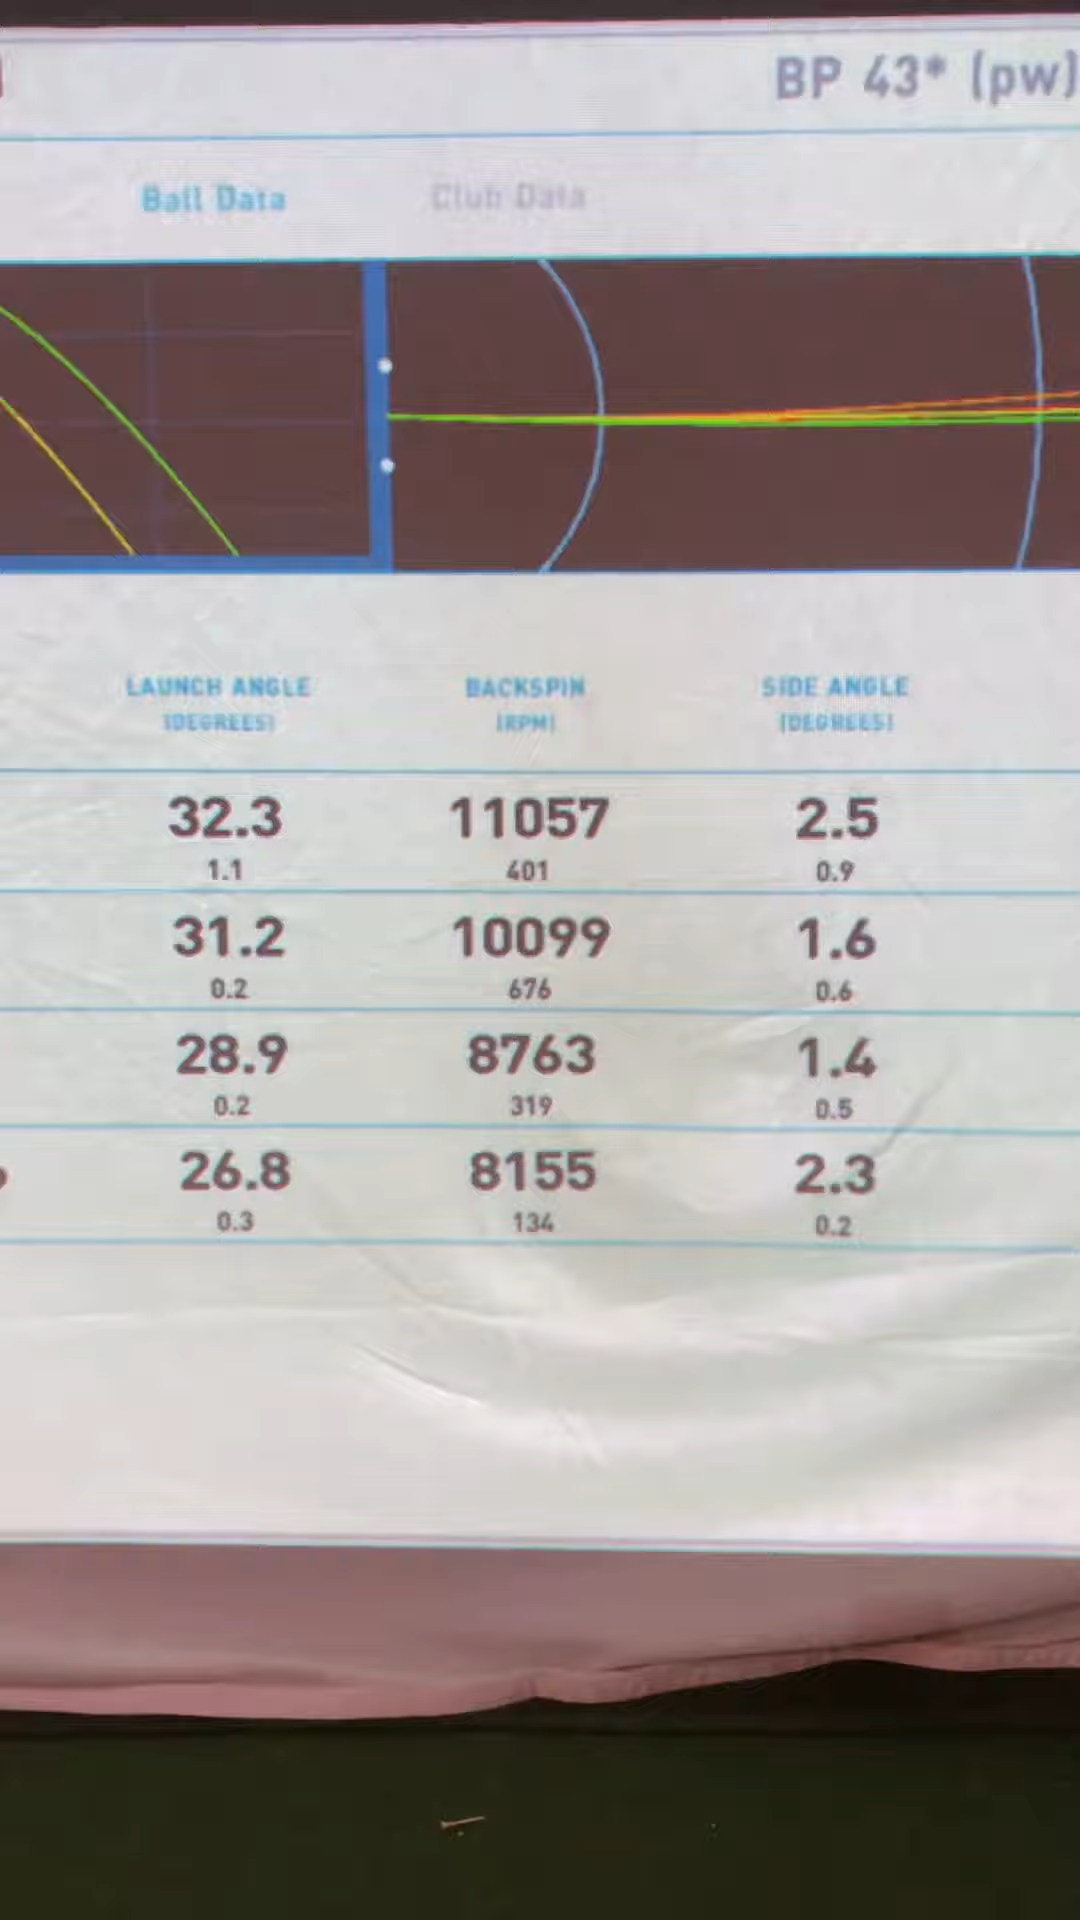 BP 43* (pw)
Ball Data Club Data
LAUNCH ANGLE BACKSPIN SIDE ANGLE
(DEGREES) (RPM) (DEGREES)
32.3 11057 2.5
1.1 401 0.9
31.2 10099 1.6
0.2 676 0.6
28.9 8763 1.4
0.2 319 0.5
26.8 8155 2.3
0.3 134 0.2